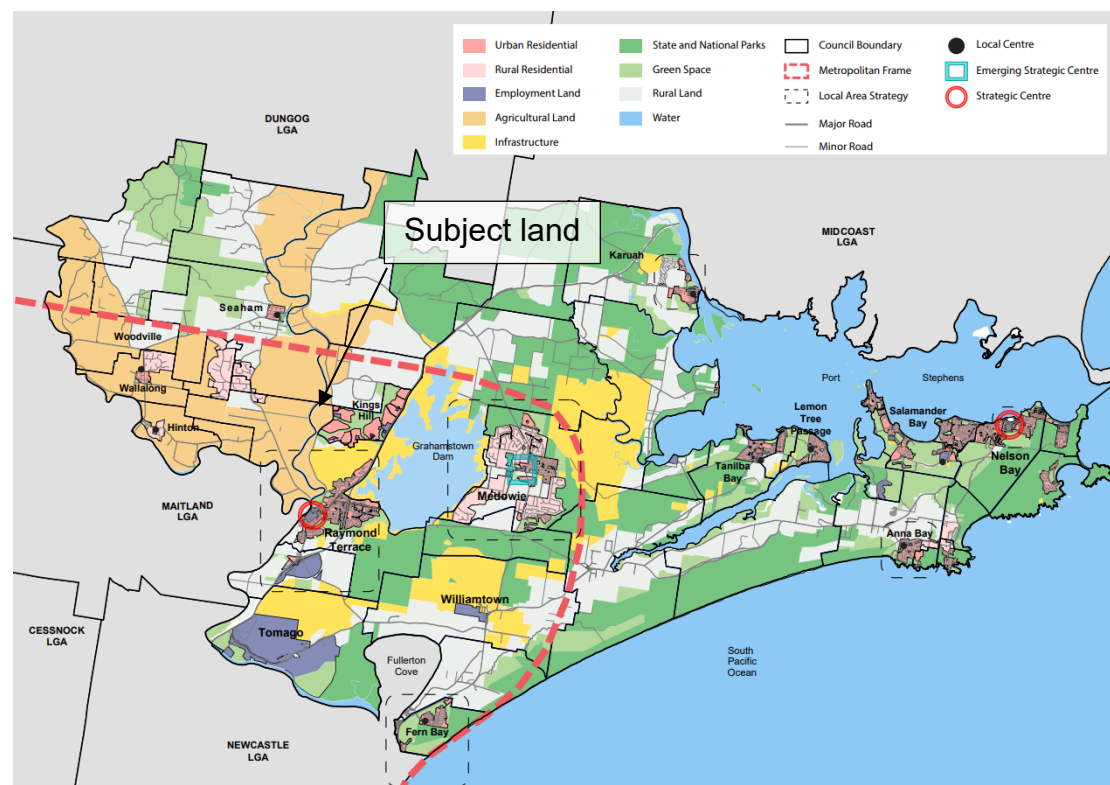 Urban Residential
Rural Residential
Employment Land
Agricultural Land
Infrastructure
State and National Parks
Green Space
Rural Land
Water
Council Boundary
Metropolitan Frame
Local Area Strategy
Major Road
Minor Road
Local Centre
Emerging Strategic Centre
Strategic Centre
DUNGOG
LGA
Subject land
MIDCOAST
LGA
Karuah
Seaham
Woodville
Wallalong
Hinton
Kings
Hill
Grahamstown
Dam
Medowie
Port
Stephens
Lemon
Tree
Passage
Salamander
Bay
Nelson
Bay
Tanilba
Bay
Anna Bay
MAITLAND
LGA
Raymond
Terrace
Williamtown
Tomago
CESSNOCK
LGA
Fullerton
Cove
South
Pacific
Ocean
Fern Bay
NEWCASTLE
LGA